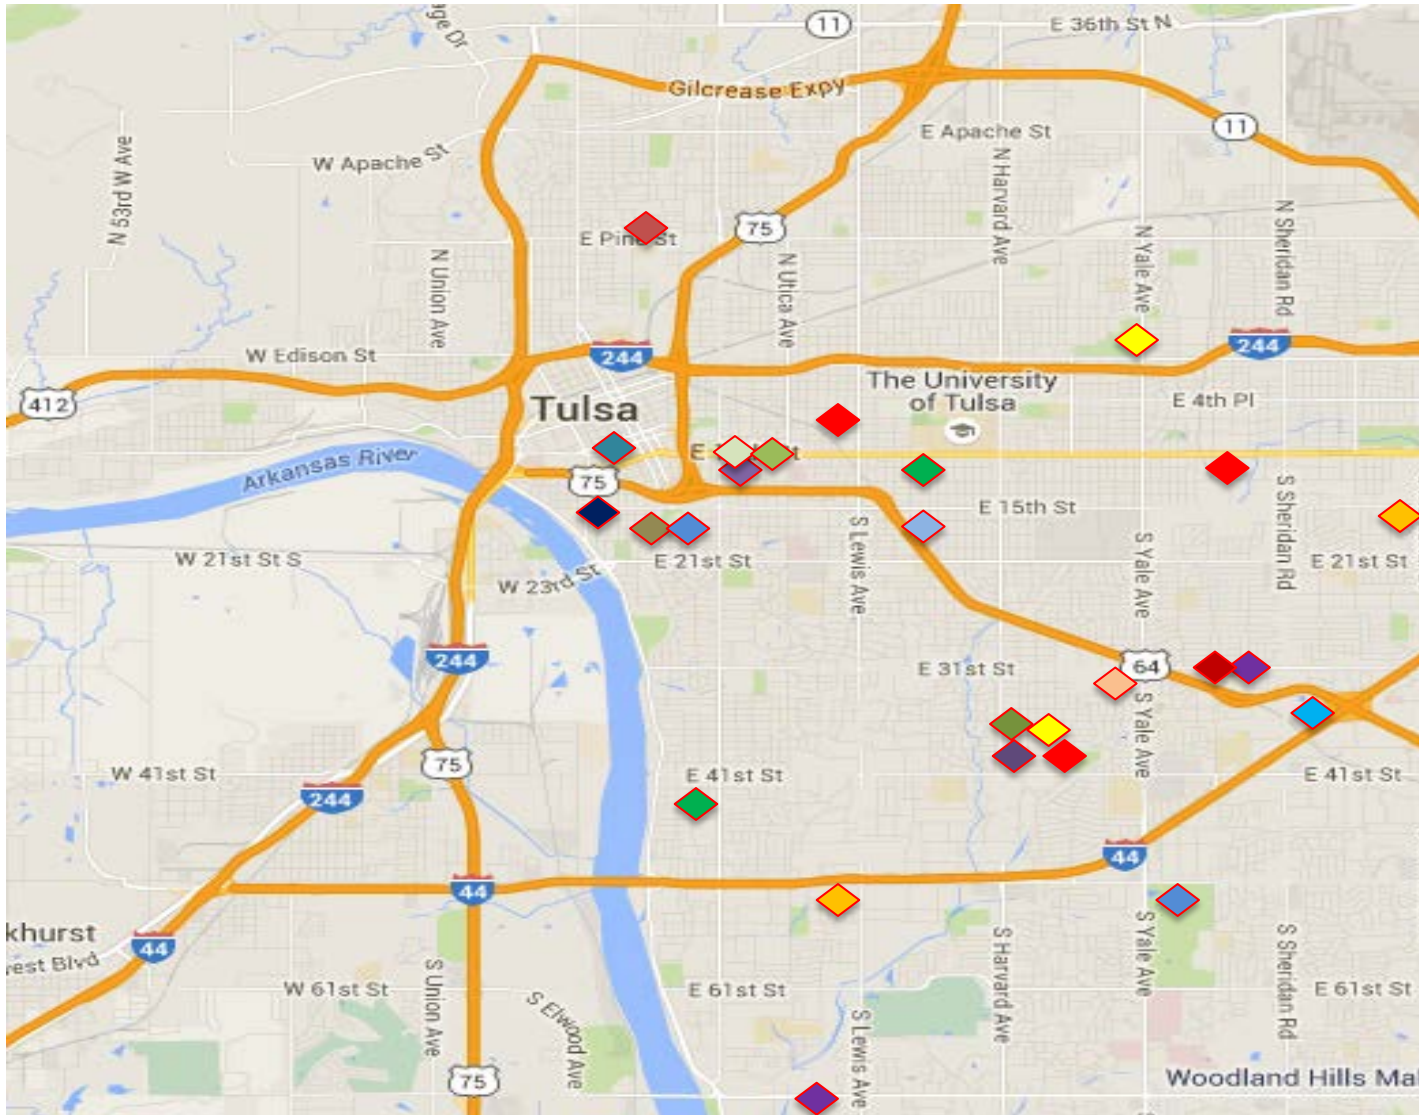 age Dr
11
E 36th St N
Gilcrease Expy
11
E Apache St
W Apache St
N 53rd W Ave
N Harvard Ave
N Sheridan Rd
E Pine St
75
N Union Ave
N Utica Ave
N Yale Ave
W Edison St
244
244
The University
of Tulsa
E 4th Pl
412
Tulsa
Arkansas River
75
E 15th St
S Sheridan Rd
S Lewis Ave
S Yale Ave
W 21st St S
E 21st St
E 21st St
W 23rd St
244
E 31st St
64
S Yale Ave
75
W 41st St
E 41st St
E 41st St
244
44
44
khurst
44
rest Blvd
S Union Ave
S Elwood Ave
S Harvard Ave
S Yale Ave
S Sheridan Rd
W 61st St
E 61st St
E 61st St
S Lewis Ave
75
Woodland Hills Mal